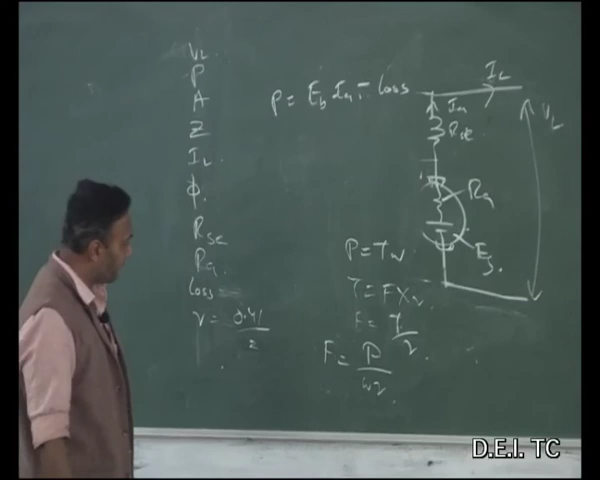 VL.
P
A
Z
IL.
φ.
Rse
Ra.
loss
r = 0.41/2
P = Eb Ia - loss
IL
Ia
Rse
VL
Ra
Eg.
P = Tω
T = F×r
F = T/r
F = P/ωr
D.E.I. TC